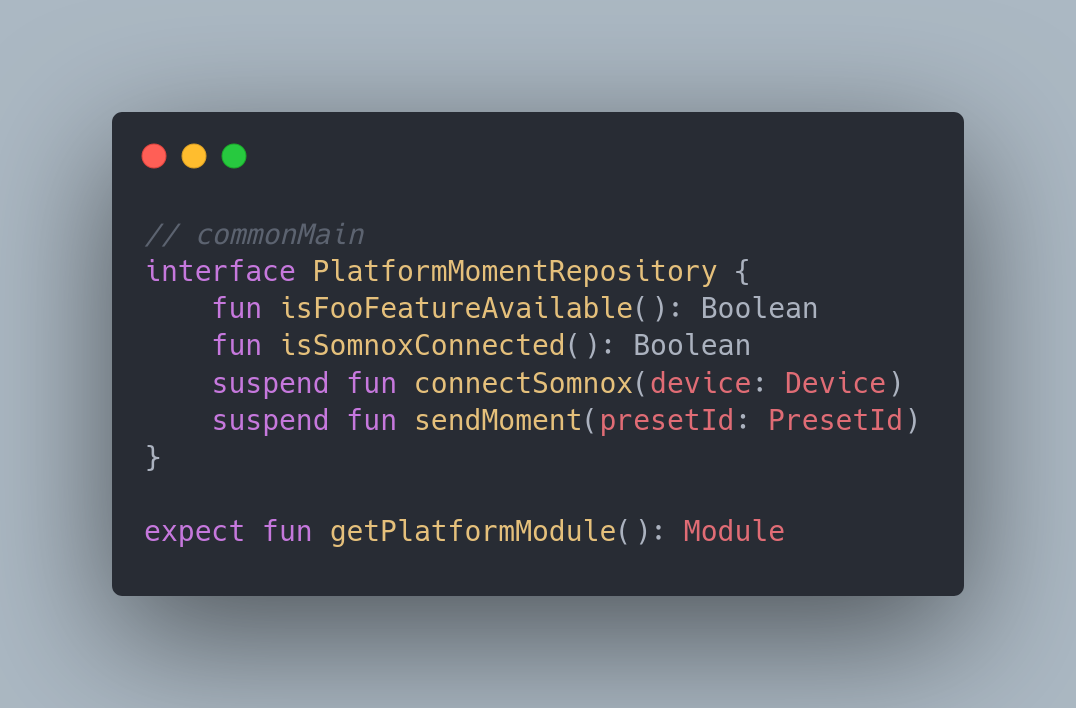 // commonMain
interface PlatformMomentRepository {
    fun isFooFeatureAvailable(): Boolean
    fun isSomnoxConnected(): Boolean
    suspend fun connectSomnox(device: Device)
    suspend fun sendMoment(presetId: PresetId)
}

expect fun getPlatformModule(): Module